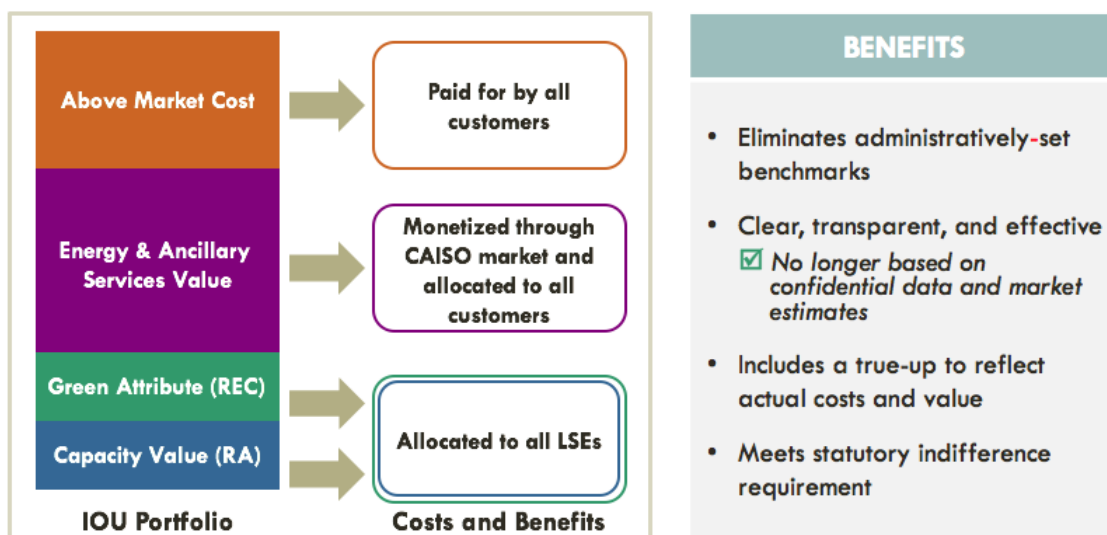 Above Market Cost
Paid for by all
customers
Energy & Ancillary
Services Value
Monetized through
CAISO market and
allocated to all
customers
Green Attribute (REC)
Capacity Value (RA)
Allocated to all LSEs
IOU Portfolio
Costs and Benefits
BENEFITS
• Eliminates administratively-set
benchmarks
• Clear, transparent, and effective
☑ No longer based on
confidential data and market
estimates
• Includes a true-up to reflect
actual costs and value
• Meets statutory indifference
requirement